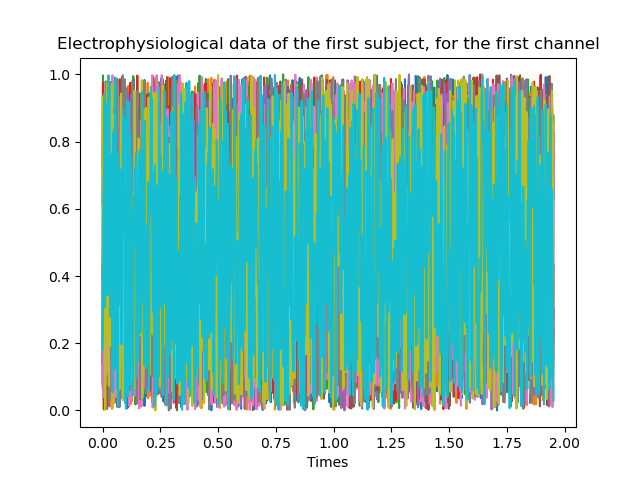 Electrophysiological data of the first subject, for the first channel
1.0
0.8
0.6
0.4
0.2
0.0
0.00 0.25 0.50 0.75 1.00 1.25 1.50 1.75 2.00
Times